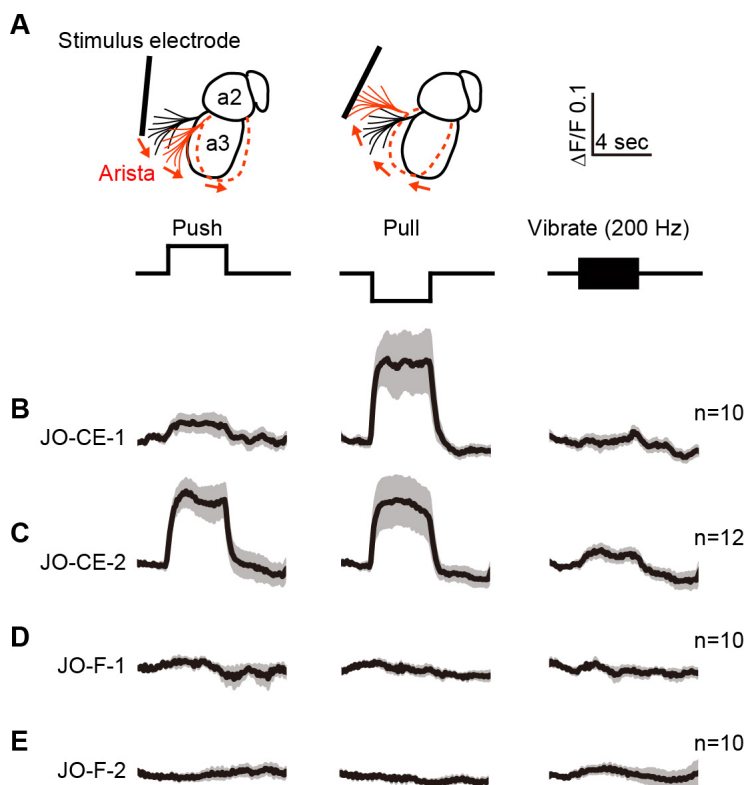 A
Stimulus electrode
a2
a3
Arista
ΔF/F 0.1
4 sec
Push
Pull
Vibrate (200 Hz)
B
JO-CE-1
n=10
C
JO-CE-2
n=12
D
JO-F-1
n=10
E
JO-F-2
n=10